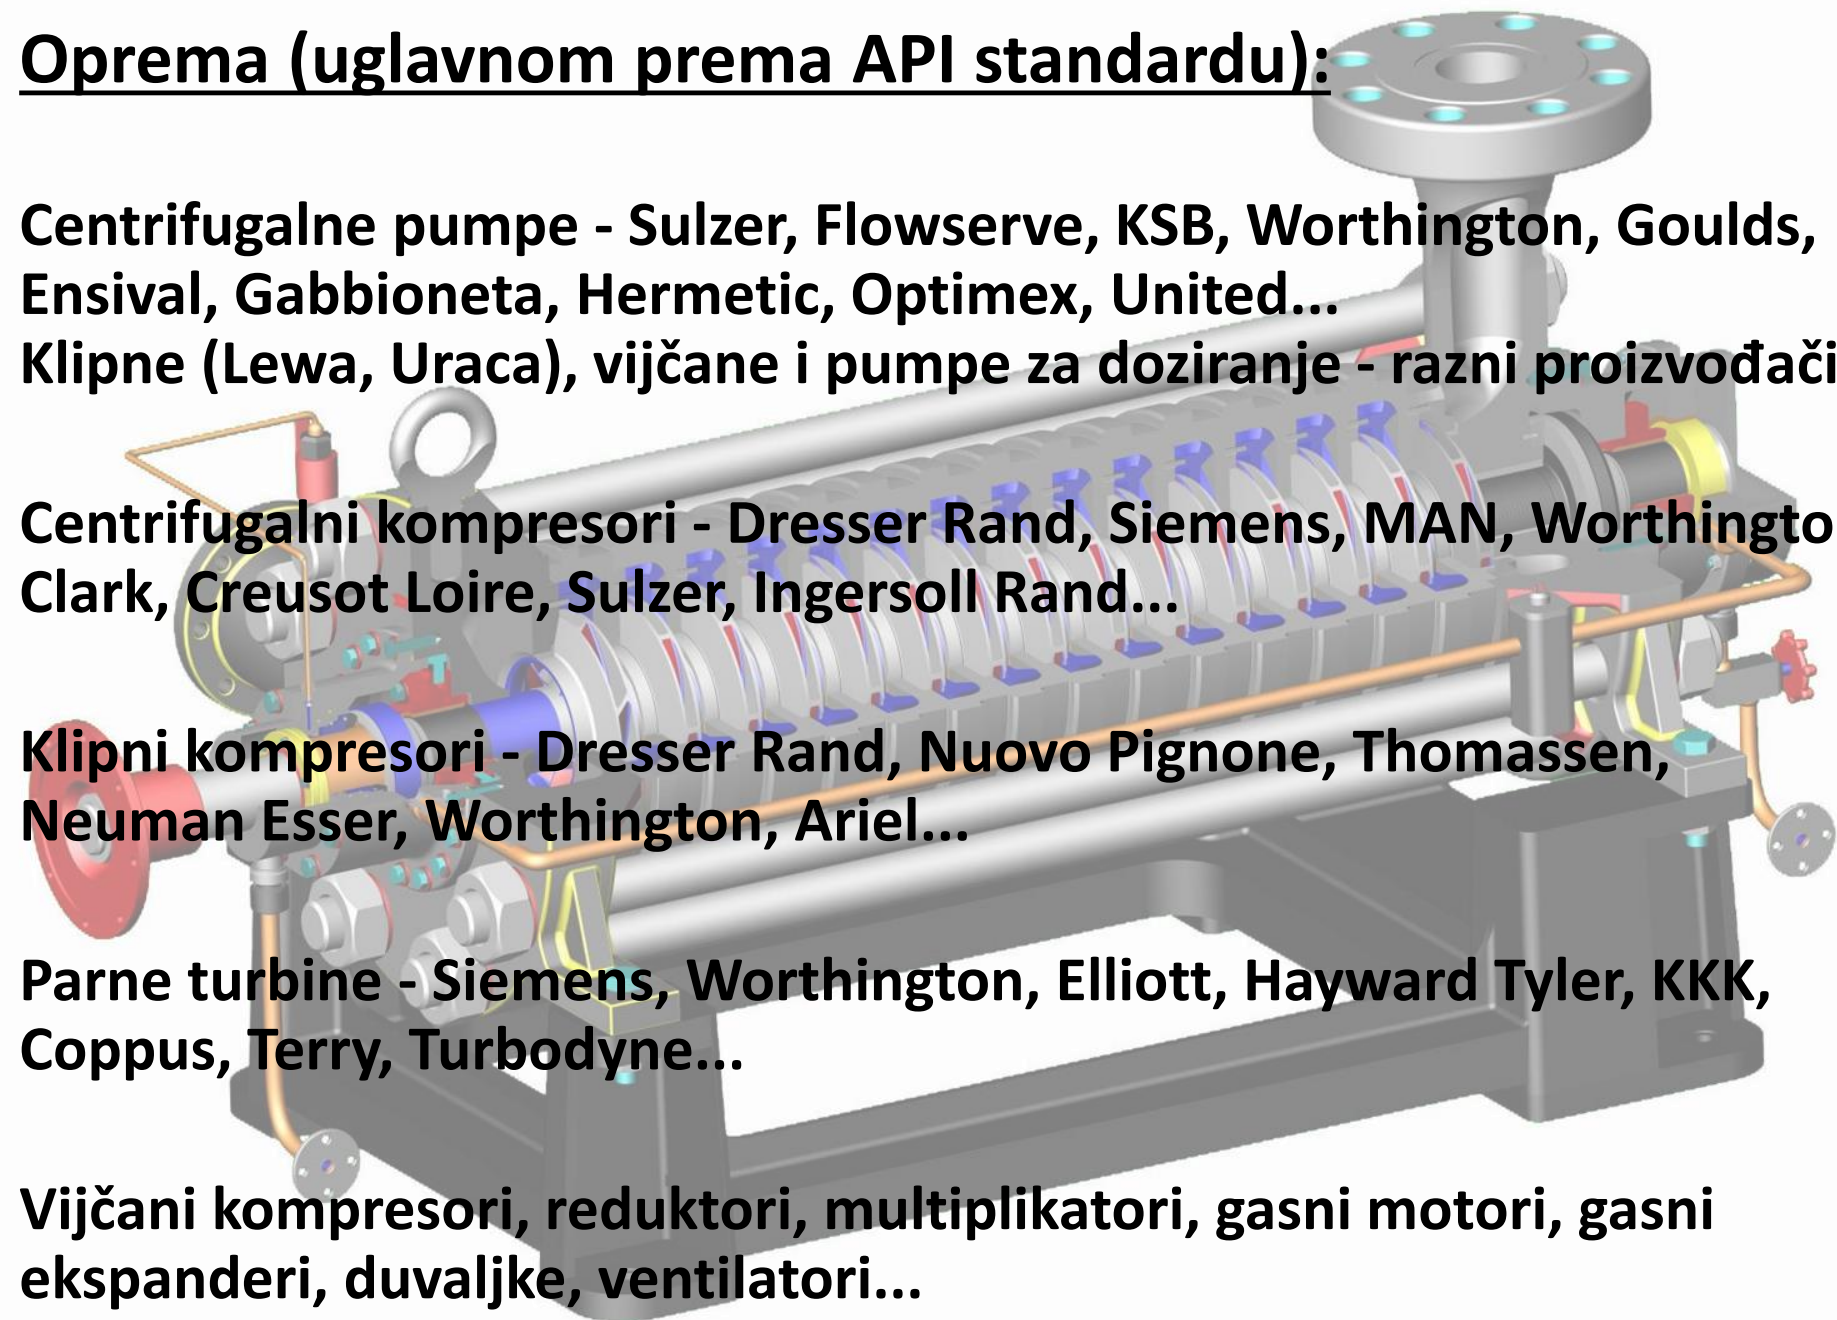 Oprema (uglavnom prema API standardu):
Centrifugalne pumpe - Sulzer, Flowserve, KSB, Worthington, Goulds,
Ensival, Gabbioneta, Hermetic, Optimex, United...
Klipne (Lewa, Uraca), vijčane i pumpe za doziranje - razni proizvođači
Centrifugalni kompresori - Dresser Rand, Siemens, MAN, Worthingto
Clark, Creusot Loire, Sulzer, Ingersoll Rand...
Klipni kompresori - Dresser Rand, Nuovo Pignone, Thomassen,
Neuman Esser, Worthington, Ariel...
Parne turbine - Siemens, Worthington, Elliott, Hayward Tyler, KKK,
Coppus, Terry, Turbodyne...
Vijčani kompresori, reduktori, multiplikatori, gasni motori, gasni
ekspanderi, duvaljke, ventilatori...